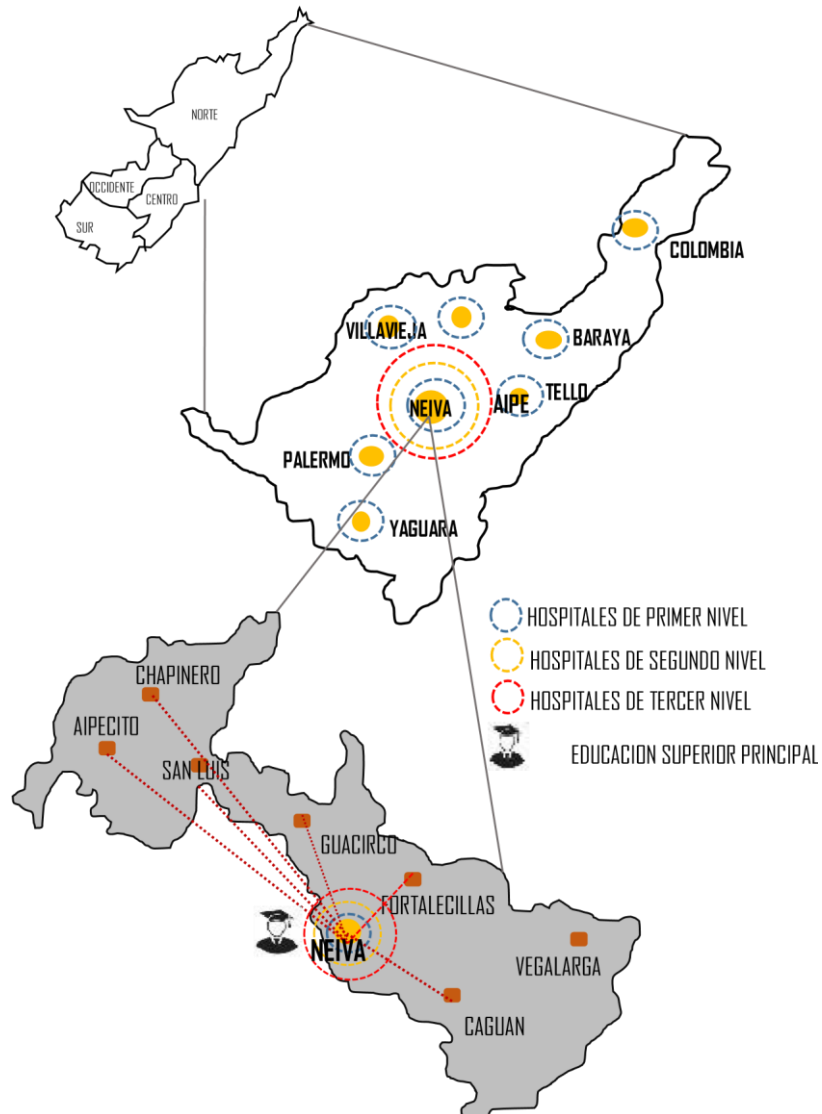 NORTE
OCCIDENTE
CENTRO
SUR
COLOMBIA
VILLAVIEJA
BARAYA
TELLO
AIPE
NEIVA
PALERMO
YAGUARA
HOSPITALES DE PRIMER NIVEL
HOSPITALES DE SEGUNDO NIVEL
HOSPITALES DE TERCER NIVEL
EDUCACION SUPERIOR PRINCIPAL
CHAPINERO
AIPECITO
SAN LUIS
GUACIRCO
FORTALECILLAS
NEIVA
VEGALARGA
CAGUAN